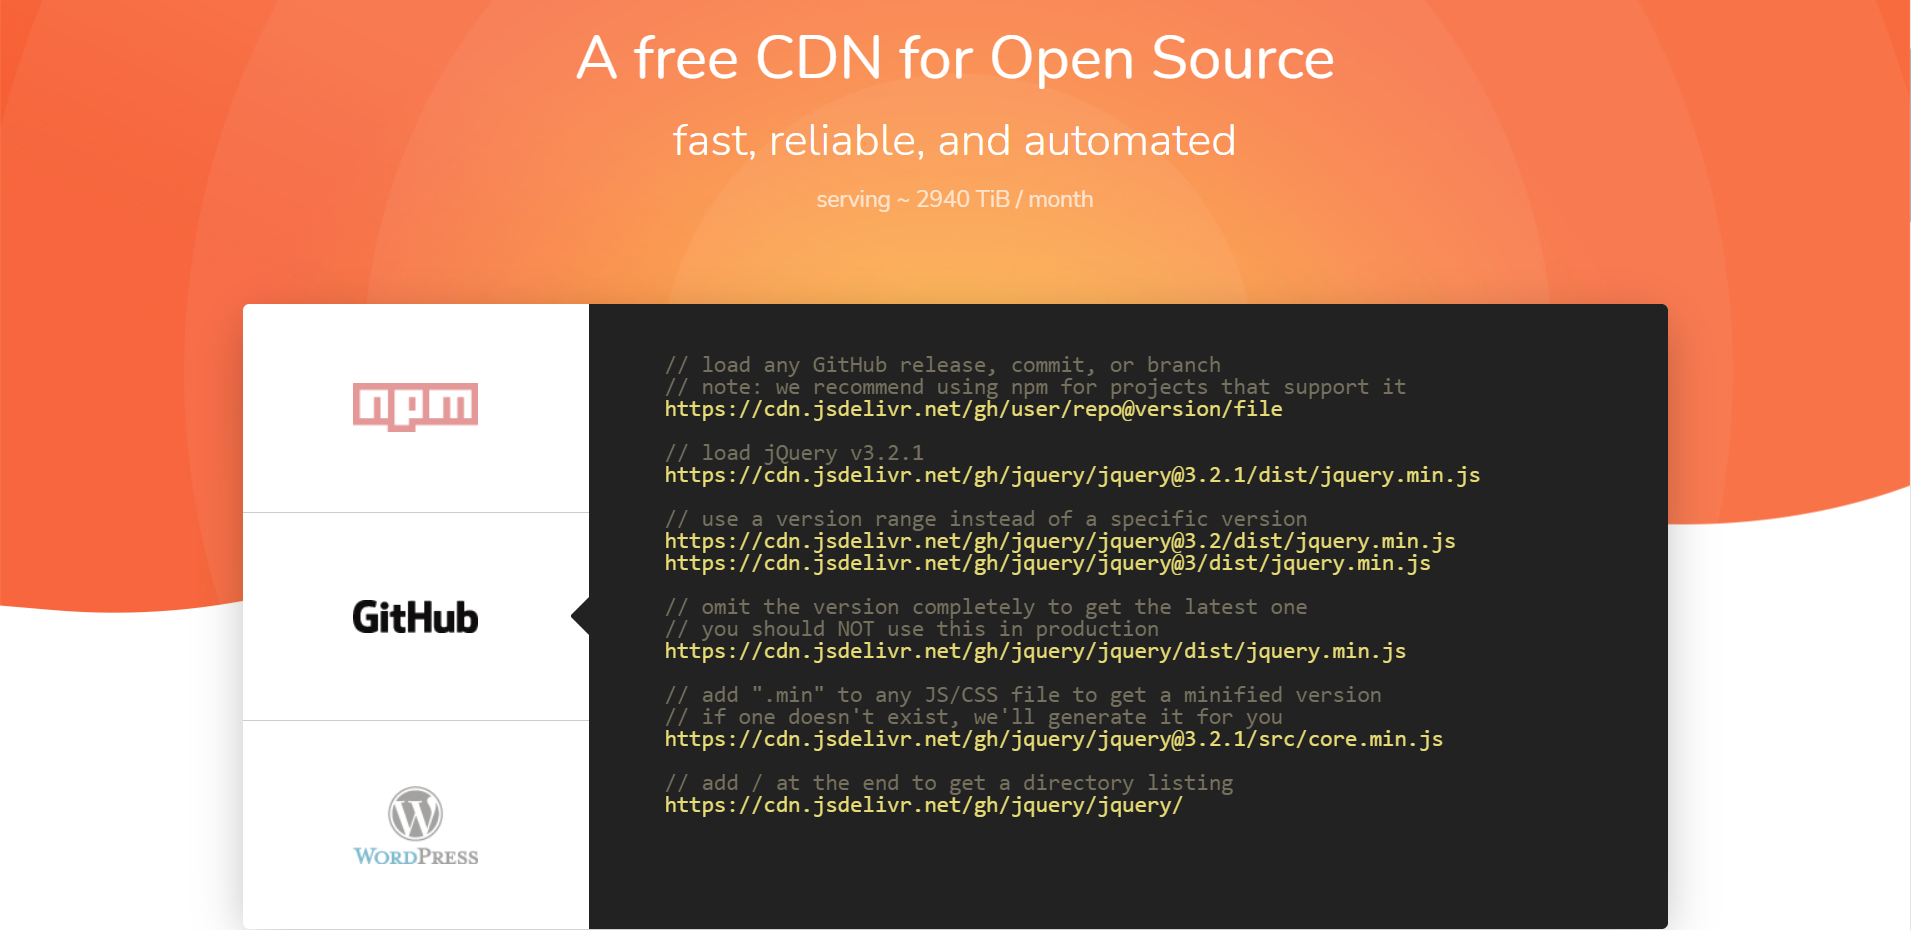 A free CDN for Open Source
fast, reliable, and automated
serving ~ 2940 TiB / month
npm
GitHub
WORDPRESS
// load any GitHub release, commit, or branch
// note: we recommend using npm for projects that support it
https://cdn.jsdelivr.net/gh/user/repo@version/file
// load jQuery v3.2.1
https://cdn.jsdelivr.net/gh/jquery/jquery@3.2.1/dist/jquery.min.js
// use a version range instead of a specific version
https://cdn.jsdelivr.net/gh/jquery/jquery@3.2/dist/jquery.min.js
https://cdn.jsdelivr.net/gh/jquery/jquery@3/dist/jquery.min.js
// omit the version completely to get the latest one
// you should NOT use this in production
https://cdn.jsdelivr.net/gh/jquery/jquery/dist/jquery.min.js
// add ".min" to any JS/CSS file to get a minified version
// if one doesn't exist, we'll generate it for you
https://cdn.jsdelivr.net/gh/jquery/jquery@3.2.1/src/core.min.js
// add / at the end to get a directory listing
https://cdn.jsdelivr.net/gh/jquery/jquery/